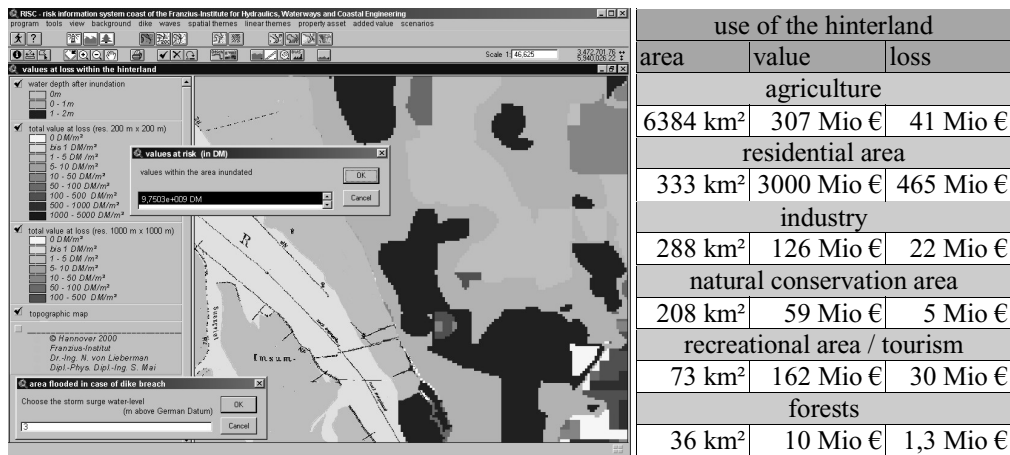 RISC - risk information system coast of the Franzius-Institute for Hydraulics, Waterways and Coastal Engineering
program tools view background dike waves spatial themes linear themes property asset added value scenarios
Scale 1: 46,625
3,472,701.76
5,940,026.22
values at loss within the hinterland
water depth after inundation
0m
0 - 1m
1 - 2m
total value at loss (res. 200 m x 200 m)
0 DM/m²
bis 1 DM/m²
1 - 5 DM/m²
5- 10 DM/m²
10 - 50 DM/m²
50 - 100 DM/m²
100 - 500 DM/m²
500 - 1000 DM/m²
1000 - 5000 DM/m²
total value at loss (res. 1000 m x 1000 m)
0 DM/m²
bis 1 DM/m²
1 - 5 DM/m²
5- 10 DM/m²
10 - 50 DM/m²
50 - 100 DM/m²
100 - 500 DM/m²
topographic map
© Hannover 2000
Franzius-Institut
Dr.-Ing. N. von Lieberman
Dipl.-Phys. Dipl.-Ing. S. Mai
values at risk (in DM)
values within the area inundated
OK
9,7503e+009 DM
Cancel
R
Imsum-
area flooded in case of dike breach
Choose the storm surge water-level
(m above German Datum)
OK
3
Cancel
use of the hinterland
area value loss
agriculture
6384 km² 307 Mio € 41 Mio €
residential area
333 km² 3000 Mio € 465 Mio €
industry
288 km² 126 Mio € 22 Mio €
natural conservation area
208 km² 59 Mio € 5 Mio €
recreational area / tourism
73 km² 162 Mio € 30 Mio €
forests
36 km² 10 Mio € 1,3 Mio €